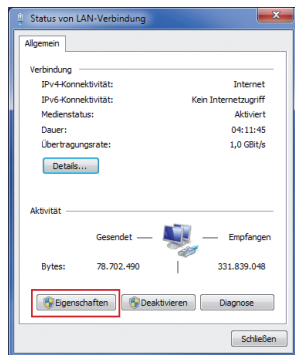 Status von LAN-Verbindung
Allgemein
Verbindung
IPv4-Konnektivität: Internet
IPv6-Konnektivität: Kein Internetzugriff
Medienstatus: Aktiviert
Dauer: 04:11:45
Übertragungsrate: 1,0 GBit/s
Details...
Aktivität
Gesendet Empfangen
Bytes: 78.702.490 331.839.048
Eigenschaften Deaktivieren Diagnose
Schließen